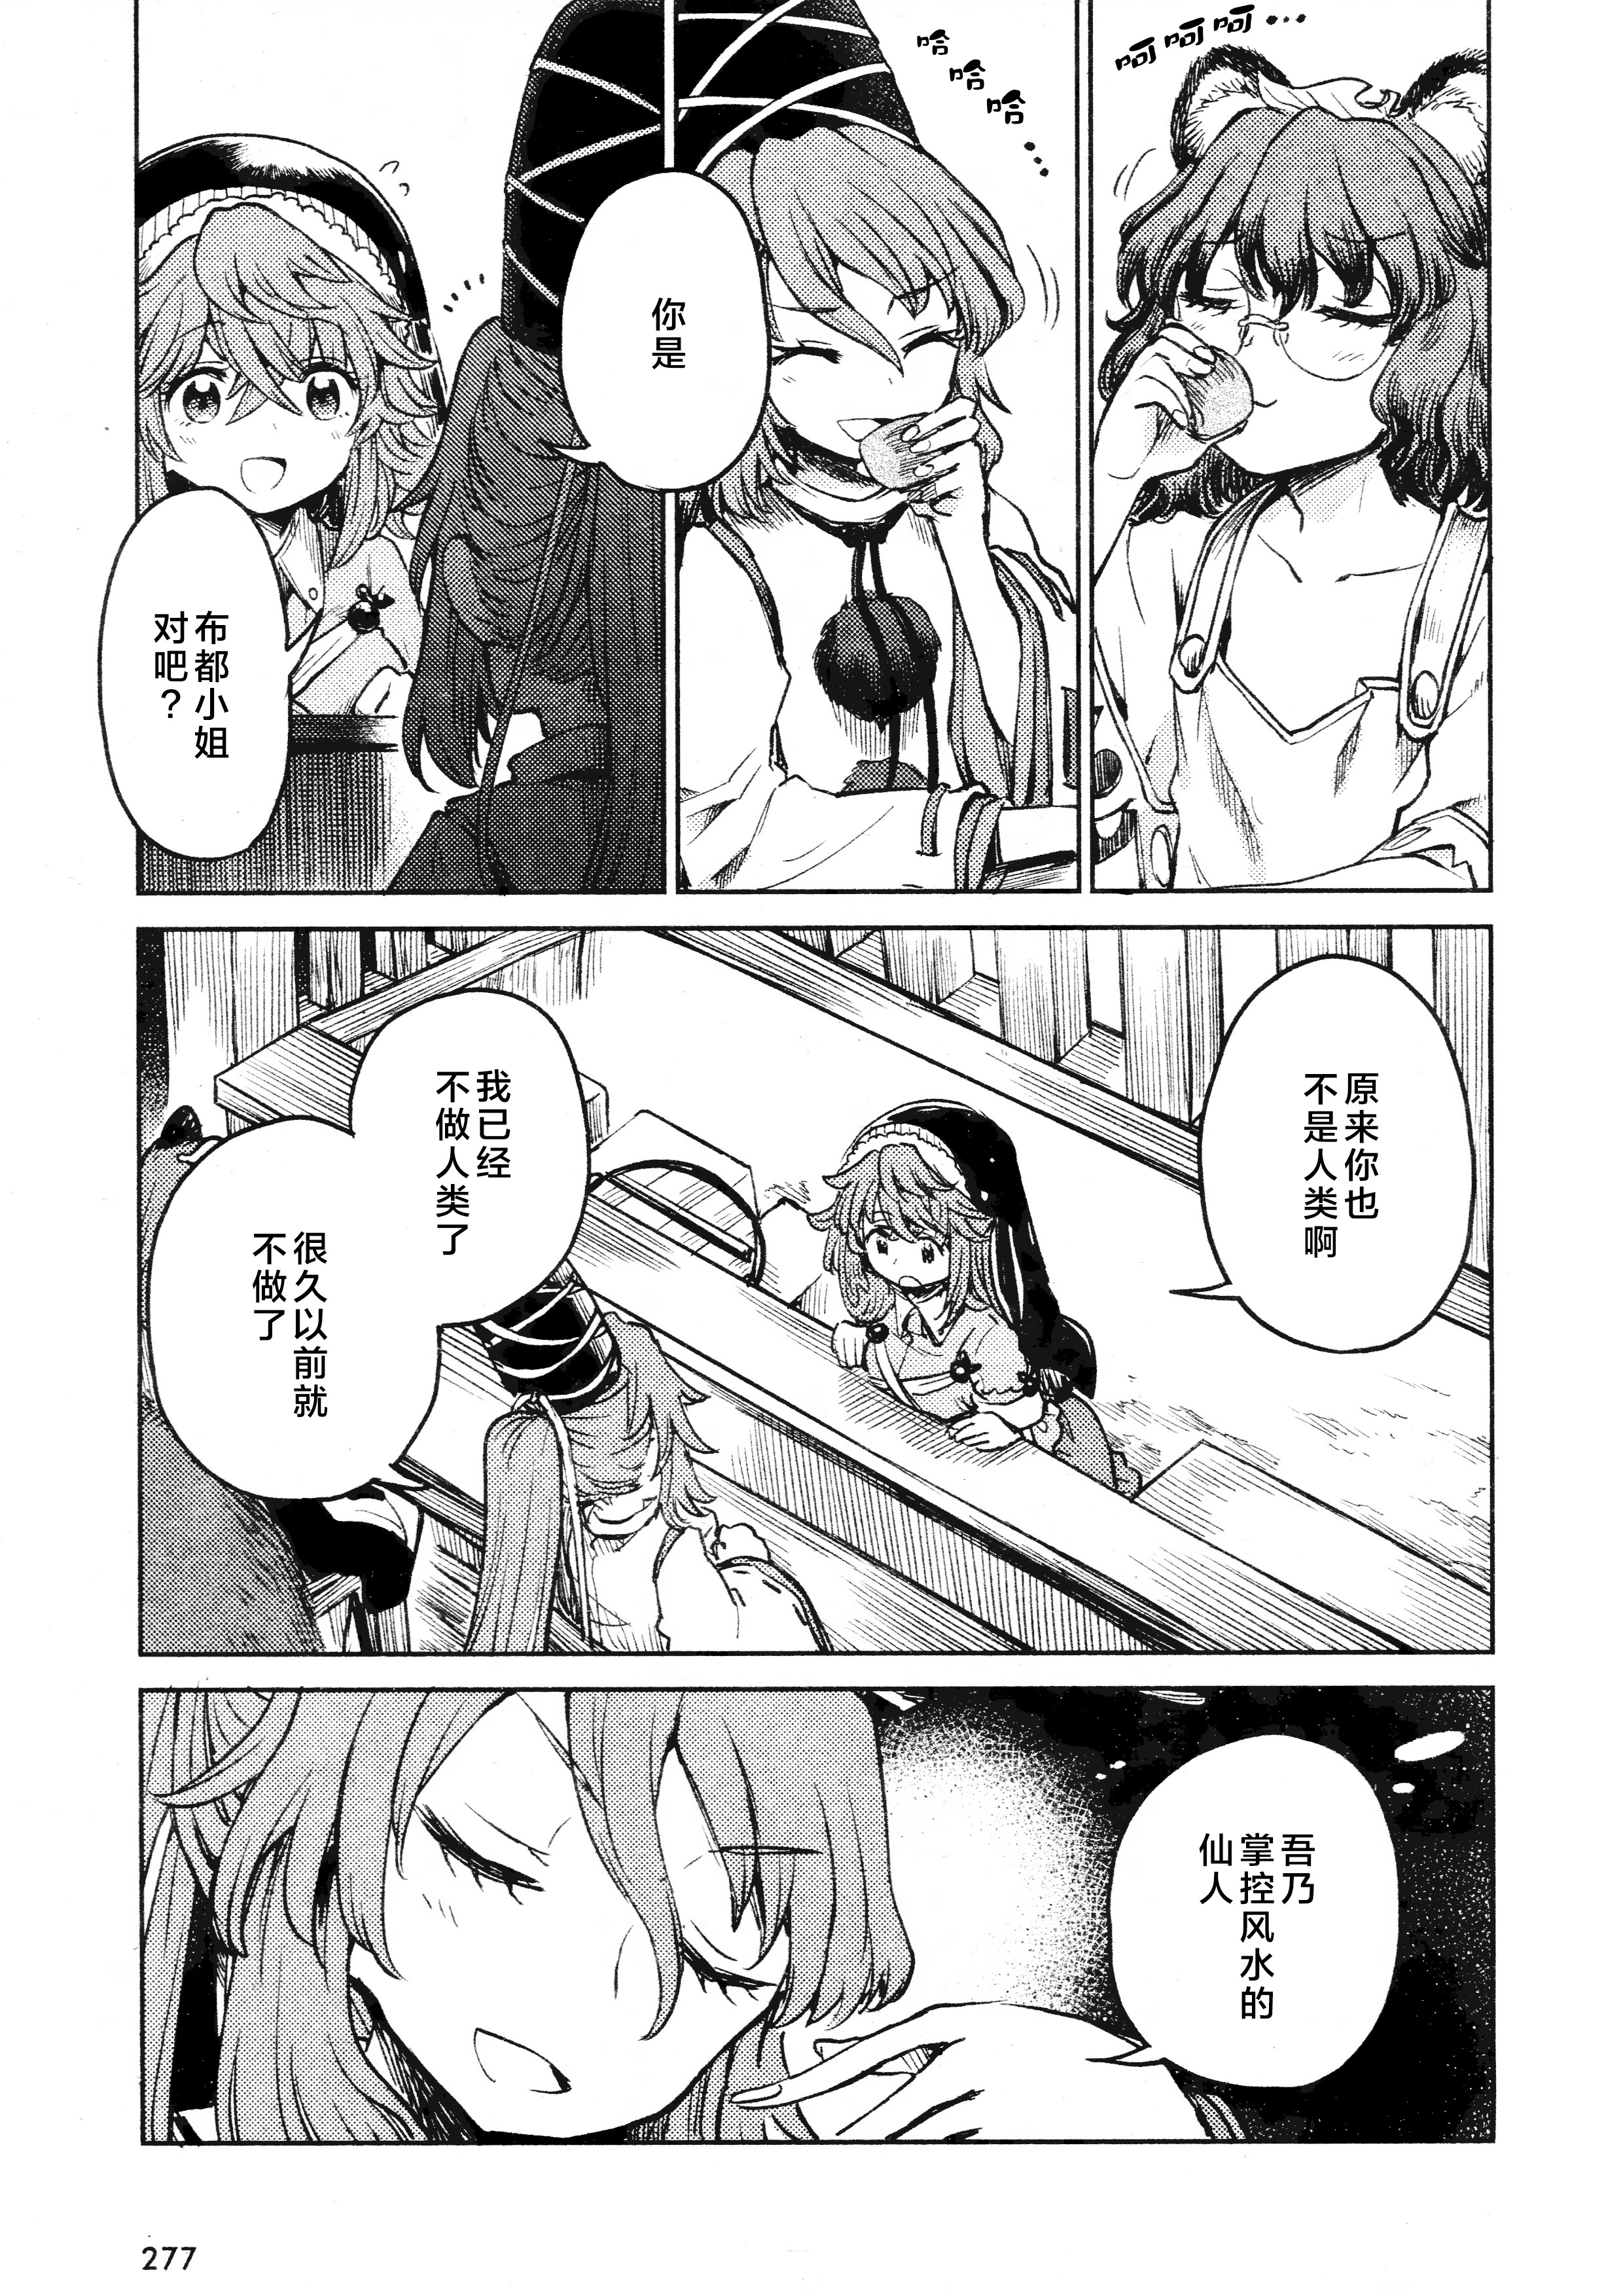 呵呵呵…
哈哈哈……
你是
布都小姐
对吧？
原来你也
不是人类啊
我已经
不做人类了
很久以前就
不做了
吾乃
掌控风水的
仙人
277